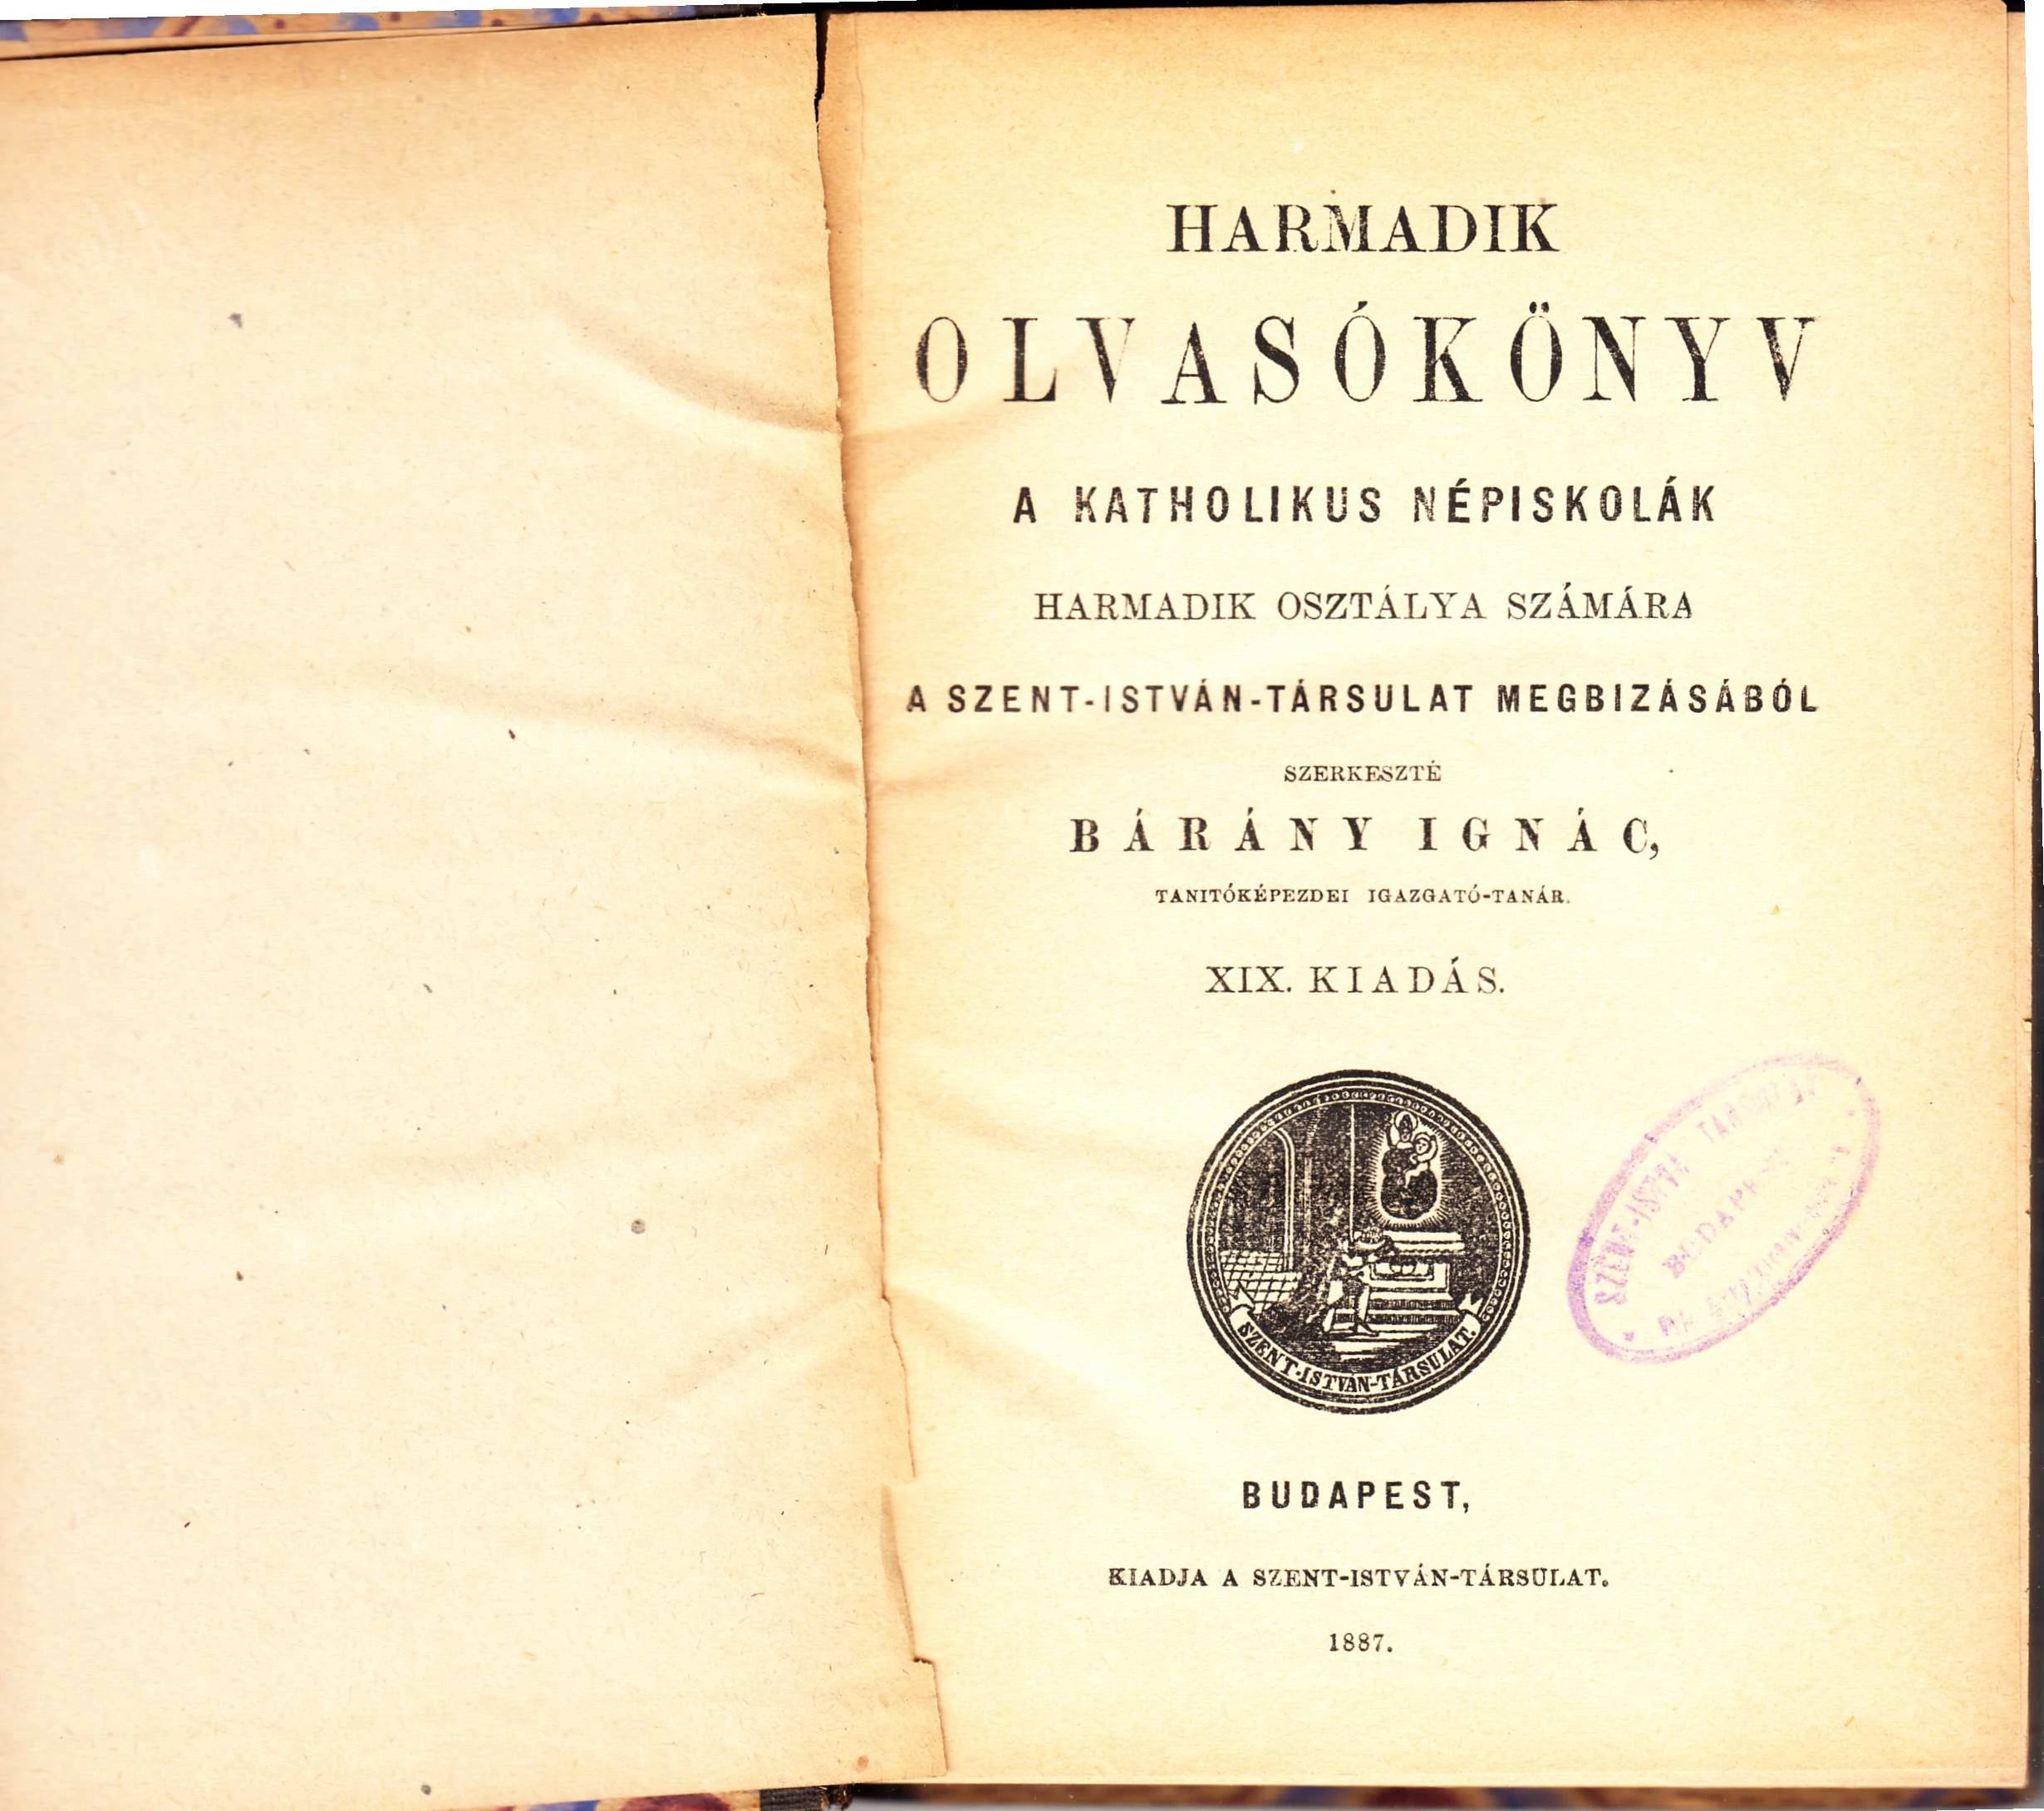 HARMADIK
OLVASÓKÖNYV
A KATHOLIKUS NÉPISKOLÁK
HARMADIK OSZTÁLYA SZÁMÁRA
A SZENT-ISTVÁN-TÁRSULAT MEGBIZÁSÁBÓL
SZERKESZTÉ
BÁRÁNY IGNÁC,
TANITÓKÉPEZDEI IGAZGATÓ-TANÁR.
XIX. KIADÁS.
SZENT-ISTVÁN-TÁRSULAT.
BUDAPEST,
KIADJA A SZENT-ISTVÁN-TÁRSULAT.
1887.
BUDAPEST